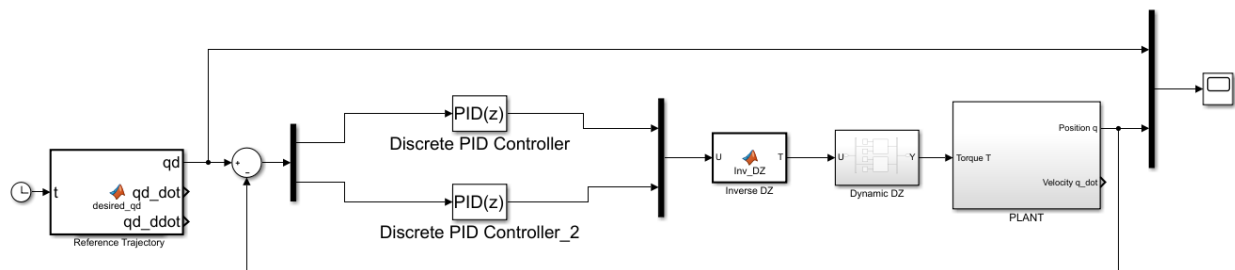 t
qd
qd_dot
qd_ddot
desired_qd
Reference Trajectory
+
-
PID(z)
Discrete PID Controller
PID(z)
Discrete PID Controller_2
U
T
Inv_DZ
Inverse DZ
U
Y
Dynamic DZ
Torque T
Position q
Velocity q_dot
PLANT